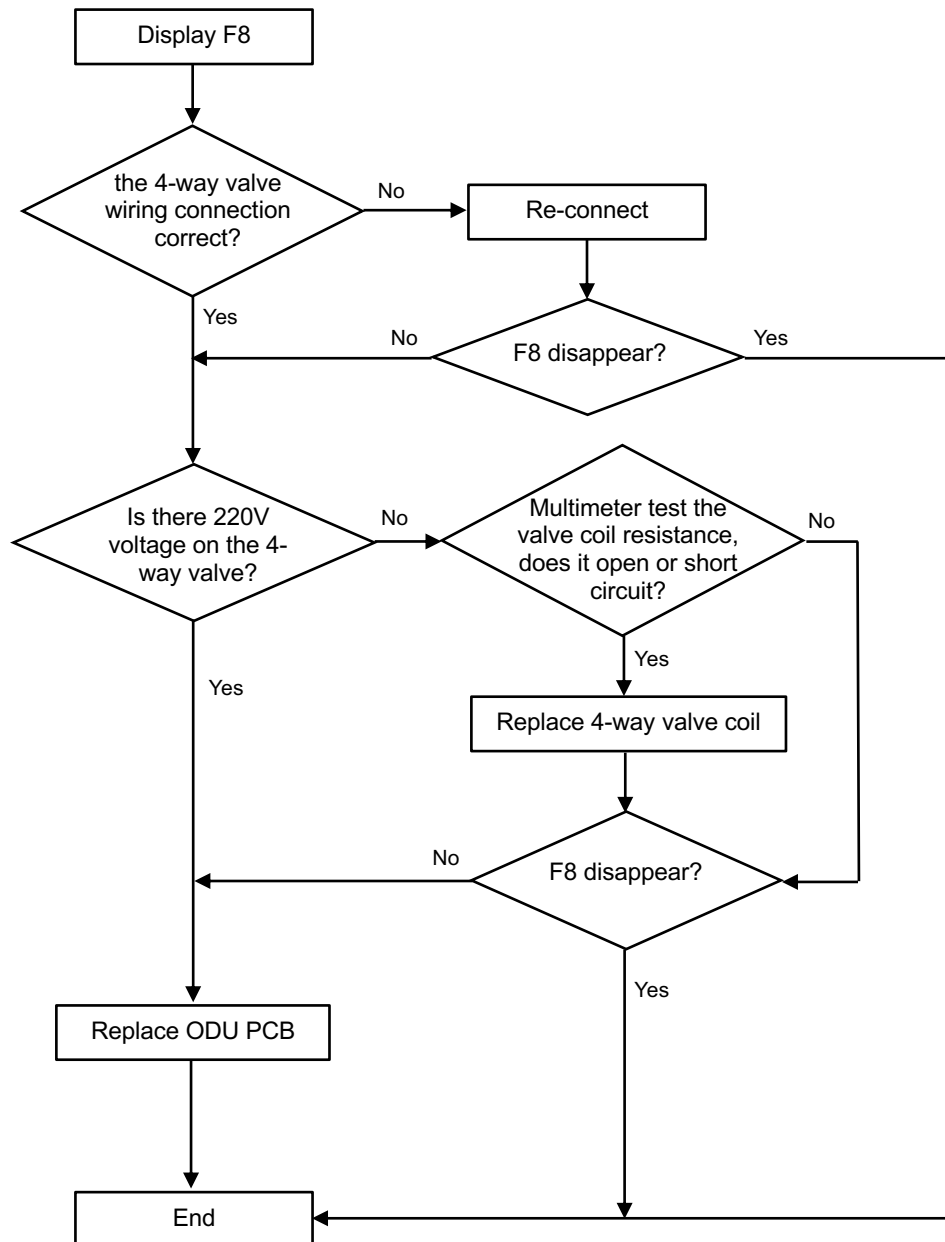 Display F8
the 4-way valve
wiring connection
correct?
No
Re-connect
Yes
No
F8 disappear?
Yes
Is there 220V
voltage on the 4-
way valve?
No
Multimeter test the
valve coil resistance,
does it open or short
circuit?
No
Yes
Yes
Replace 4-way valve coil
No
F8 disappear?
Yes
Replace ODU PCB
End